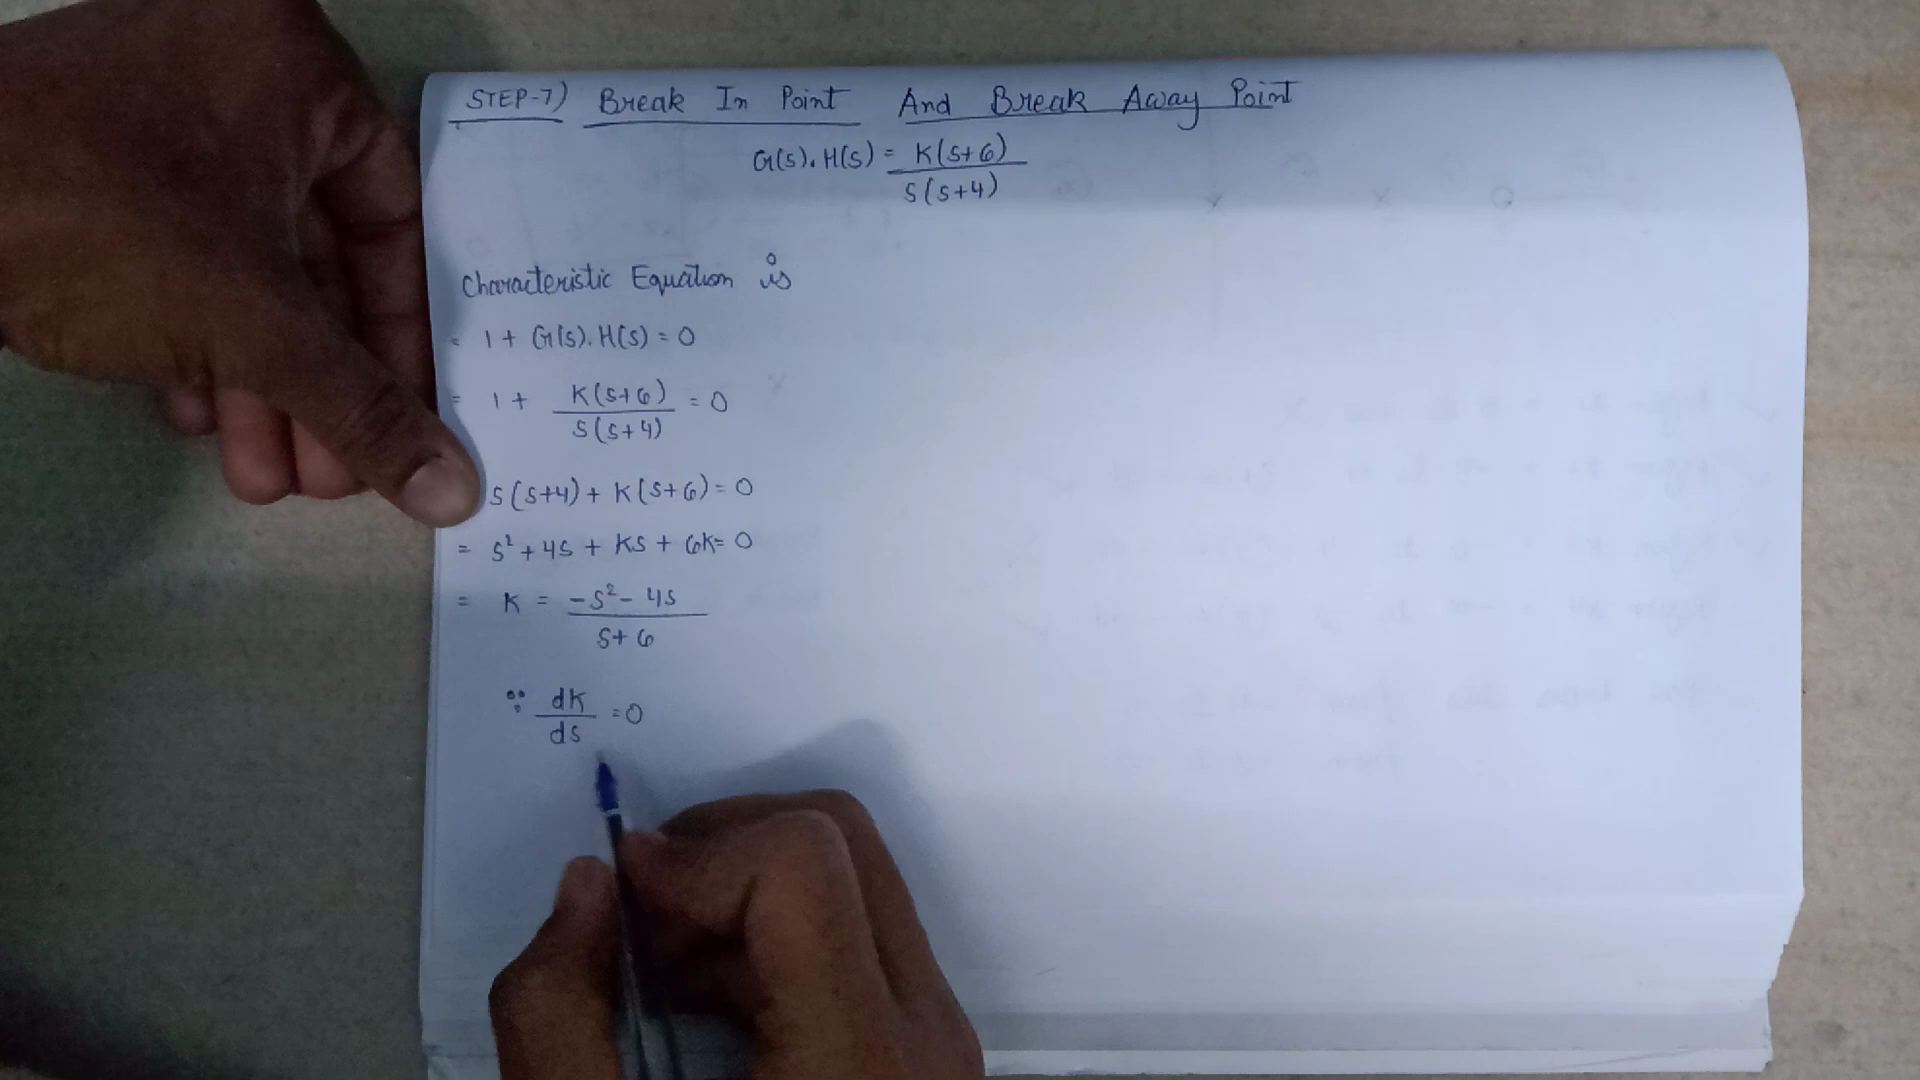 STEP-7) Break In Point And Break Away Point
G(s).H(s) = K(s+6) / s(s+4)
Characteristic Equation is
= 1 + G(s).H(s) = 0
= 1 + K(s+6) / s(s+4) = 0
s(s+4) + K(s+6) = 0
= s² + 4s + Ks + 6K = 0
= K = -s² - 4s / s+6
∵ dK / ds = 0